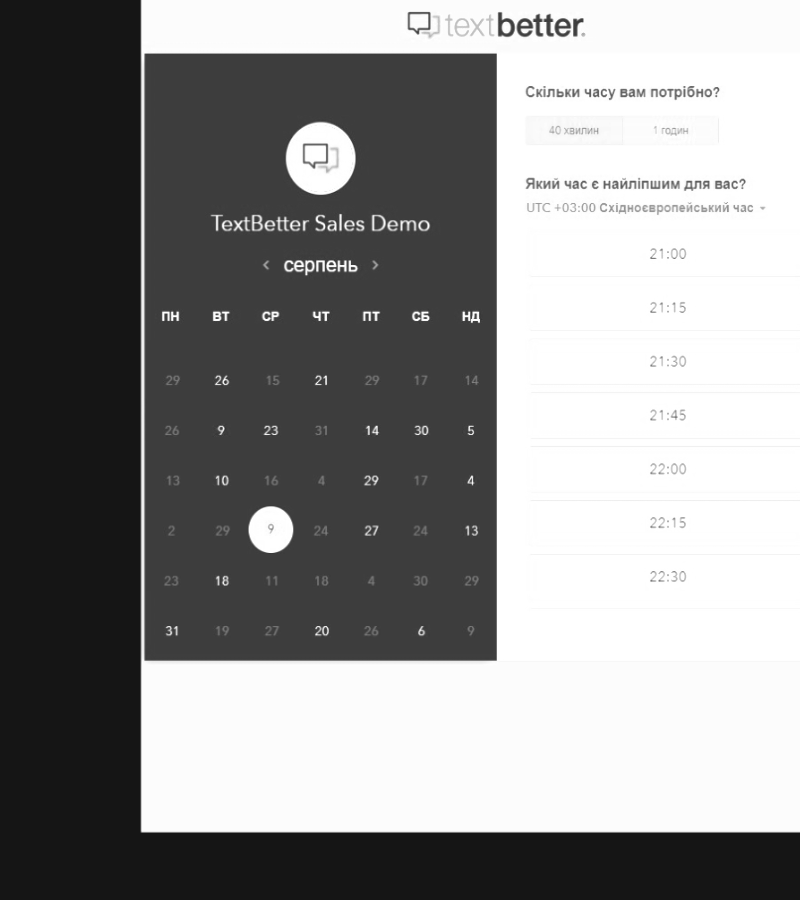 textbetter.
TextBetter Sales Demo
< серпень >
ПН ВТ СР ЧТ ПТ СБ НД
29 26 15 21 29 17 14
26 9 23 31 14 30 5
13 10 16 4 29 17 4
2 29 9 24 27 24 13
23 18 11 18 4 30 29
31 19 27 20 26 6 9
Скільки часу вам потрібно?
40 хвилин 1 годин
Який час є найліпшим для вас?
UTC +03:00 Східноєвропейський час
21:00
21:15
21:30
21:45
22:00
22:15
22:30